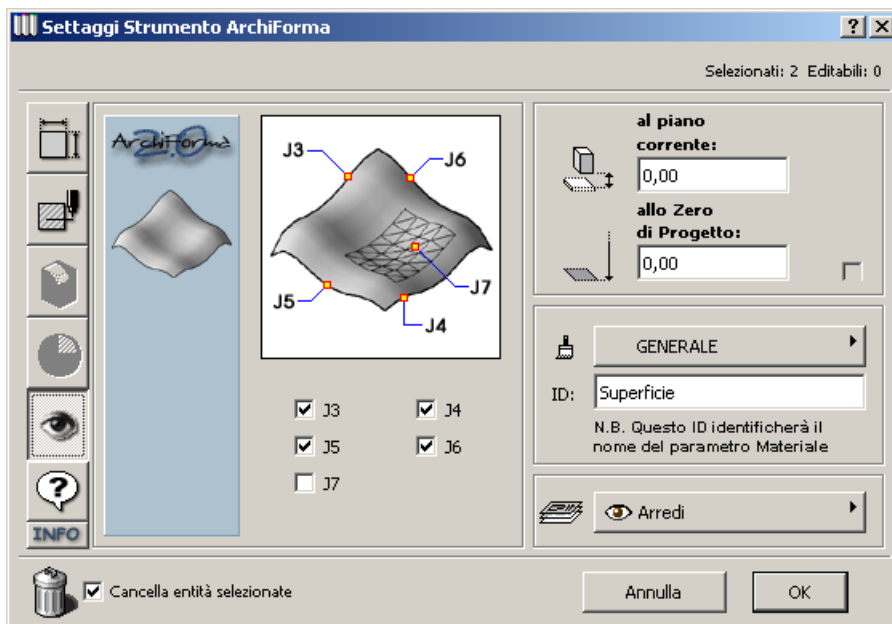 Settaggi Strumento ArchiForma
Selezionati: 2 Editabili: 0
ArchiForma
2.0
J3
J6
J7
J5
J4
J3
J4
J5
J6
J7
INFO
al piano
corrente:
0,00
allo Zero
di Progetto:
0,00
GENERALE
ID: Superficie
N.B. Questo ID identificherà il
nome del parametro Materiale
Arredi
Cancella entità selezionate
Annulla
OK